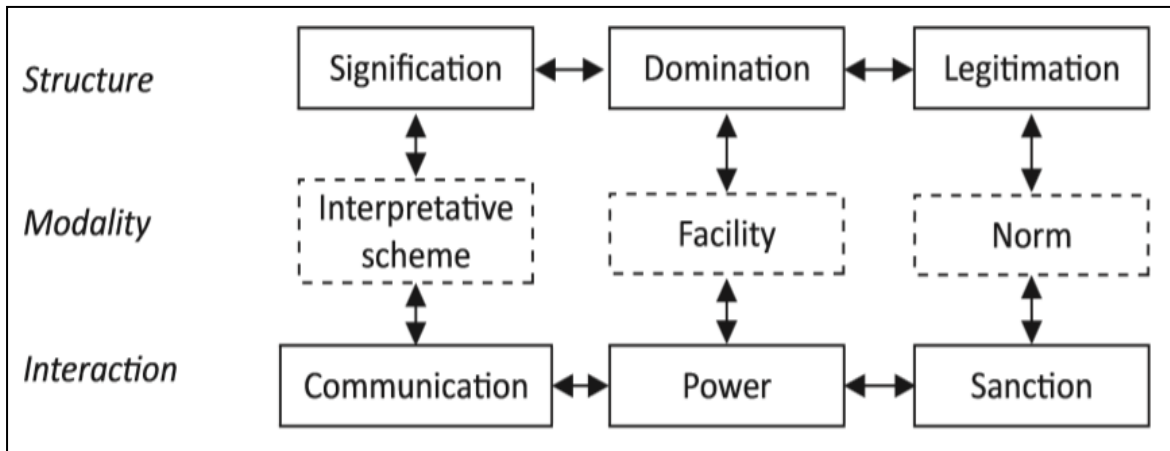 Structure
Signification
Domination
Legitimation
Modality
Interpretative
scheme
Facility
Norm
Interaction
Communication
Power
Sanction